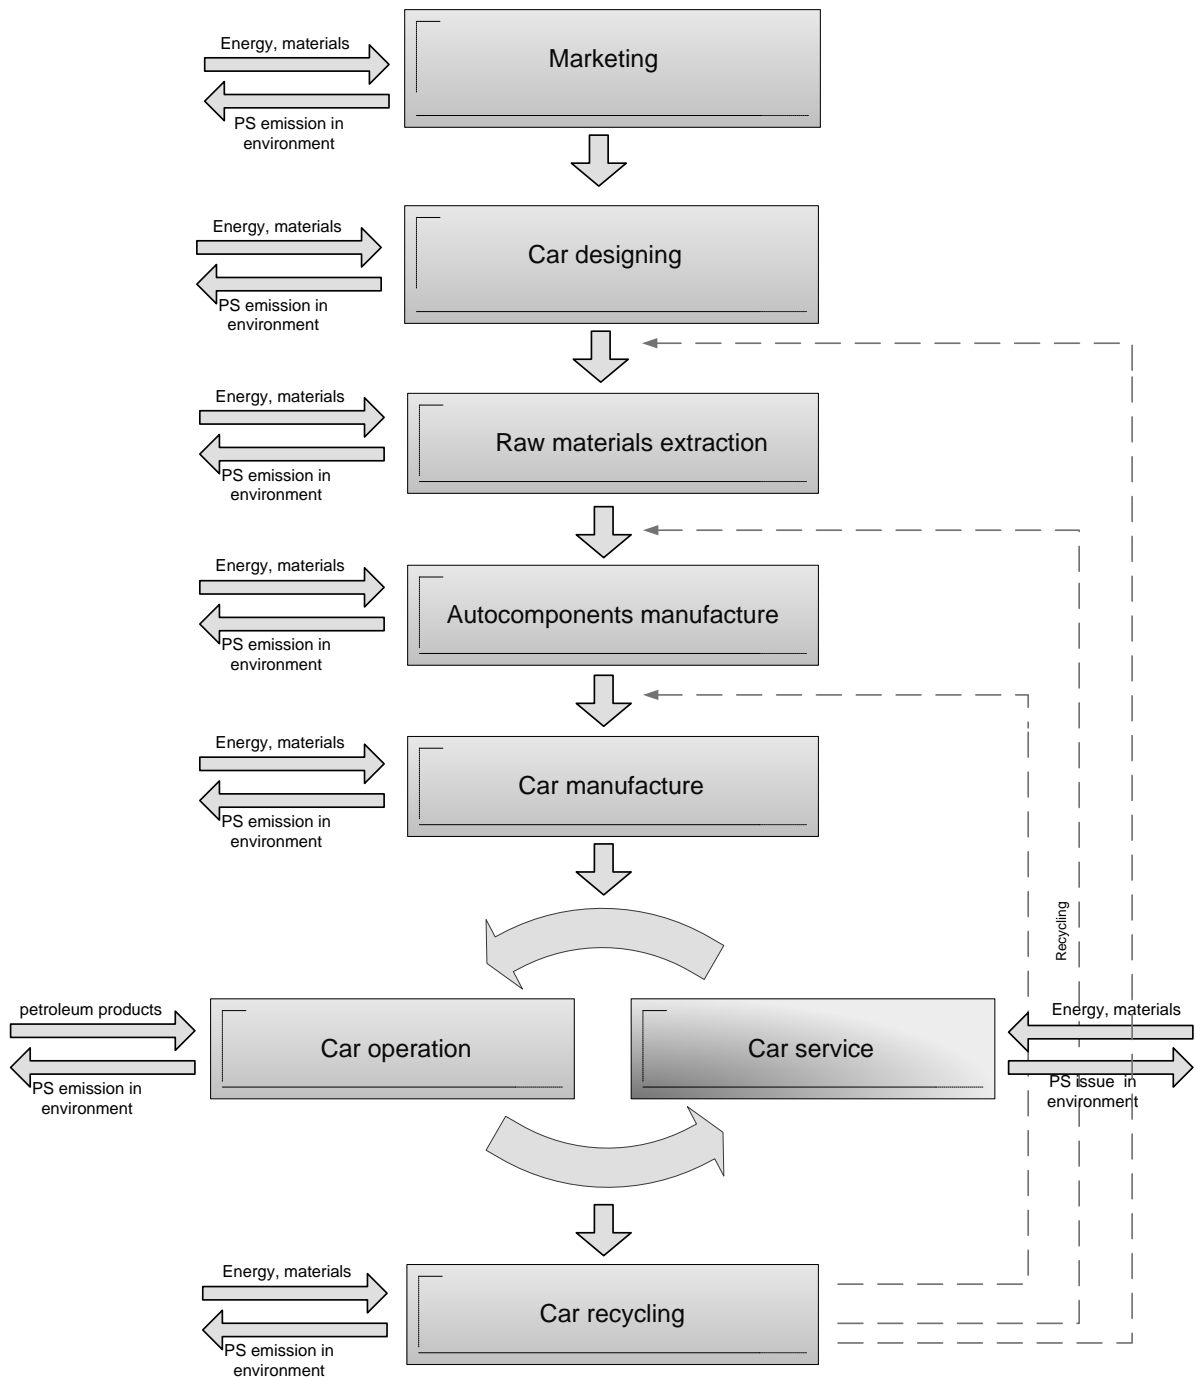 Energy, materials
Marketing
PS emission in
environment
Energy, materials
Car designing
PS emission in
environment
Energy, materials
Raw materials extraction
PS emission in
environment
Energy, materials
Autocomponents manufacture
PS emission in
environment
Energy, materials
Car manufacture
PS emission in
environment
Recycling
petroleum products
Car operation
PS emission in
environment
Car service
Energy, materials
PS issue in
environment
Energy, materials
Car recycling
PS emission in
environment